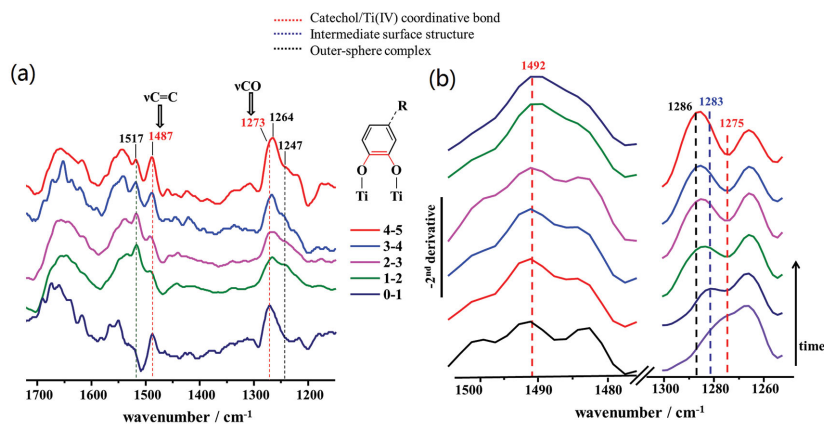 Catechol/Ti(IV) coordinative bond
Intermediate surface structure
Outer-sphere complex
(a)
νC=C
νCO
1517
1487
1273
1264
1247
R
O
O
Ti
Ti
4-5
3-4
2-3
1-2
0-1
1700 1600 1500 1400 1300 1200
wavenumber / cm-1
(b)
1492
1286
1283
1275
-2nd derivative
time
1500 1490 1480 1300 1280 1260
wavenumber / cm-1